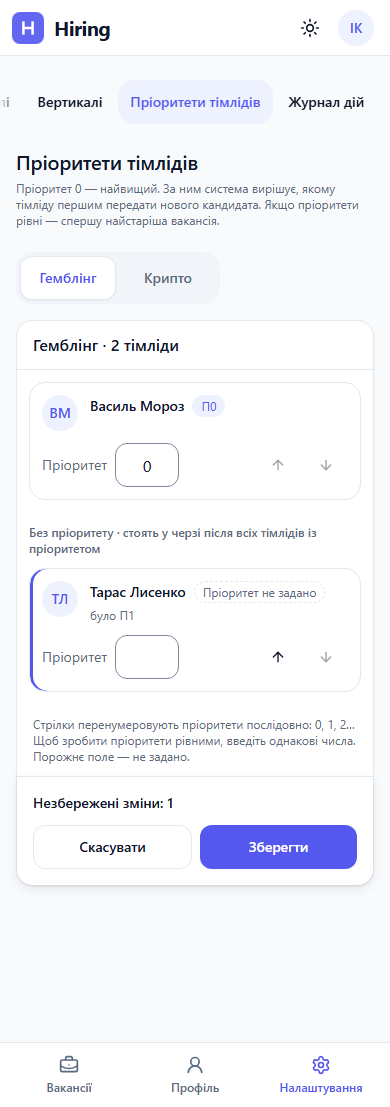 H Hiring
ІК
Вертикалі Пріоритети тімлідів Журнал дій
Пріоритети тімлідів
Пріоритет 0 — найвищий. За ним система вирішує, якому
тімліду першим передати нового кандидата. Якщо пріоритети
рівні — спершу найстаріша вакансія.
Гемблінг Крипто
Гемблінг · 2 тімліди
ВМ Василь Мороз П0
Пріоритет 0
Без пріоритету · стоять у черзі після всіх тімлідів із
пріоритетом
ТЛ Тарас Лисенко Пріоритет не задано
було П1
Пріоритет
Стрілки перенумеровують пріоритети послідовно: 0, 1, 2…
Щоб зробити пріоритети рівними, введіть однакові числа.
Порожнє поле — не задано.
Незбережені зміни: 1
Скасувати Зберегти
Вакансії Профіль Налаштування